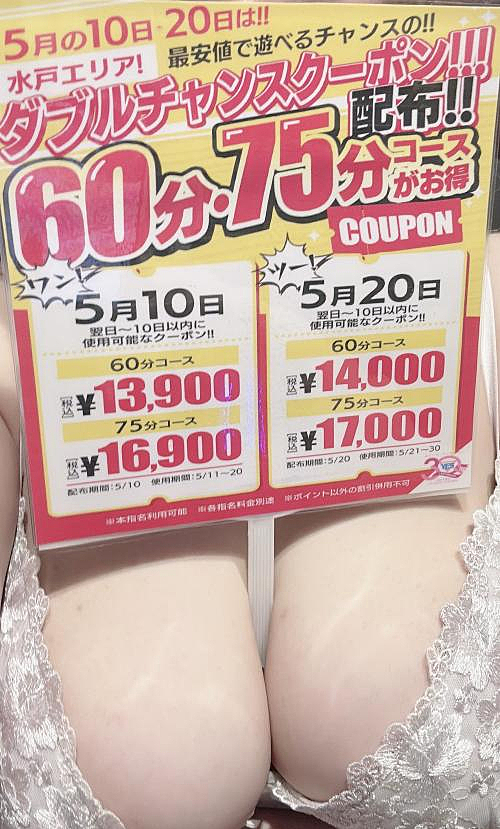 5月の10日 20日は!!
水戸エリア!
最安値で遊べるチャンスの!!
ダブルチャンスクーポン!!!
配布!!
60分・75分コースがお得
COUPON
ワン!
5月10日
翌日〜10日以内に
使用可能なクーポン!!
60分コース
税込 ¥13,900
75分コース
税込 ¥16,900
配布期間:5/10 使用期間:5/11〜20
ツー!
5月20日
翌日〜10日以内に
使用可能なクーポン!!
60分コース
税込 ¥14,000
75分コース
税込 ¥17,000
配布期間:5/20 使用期間:5/21〜30
※本指名利用可能 ※各指名料金別途 ※ポイント以外の割引併用不可